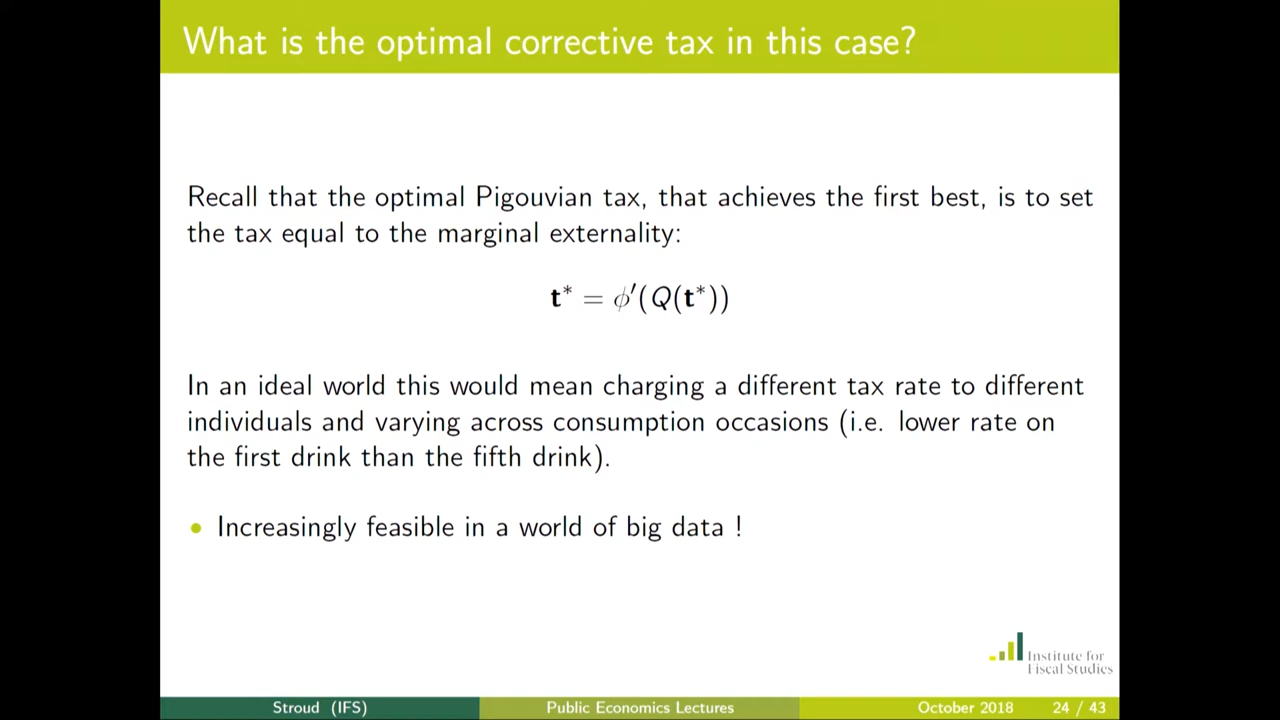 What is the optimal corrective tax in this case?
Recall that the optimal Pigouvian tax, that achieves the first best, is to set
the tax equal to the marginal externality:
t* = ϕ′(Q(t*))
In an ideal world this would mean charging a different tax rate to different
individuals and varying across consumption occasions (i.e. lower rate on
the first drink than the fifth drink).
• Increasingly feasible in a world of big data !
Institute for
Fiscal Studies
Stroud (IFS) Public Economics Lectures October 2018 24 / 43